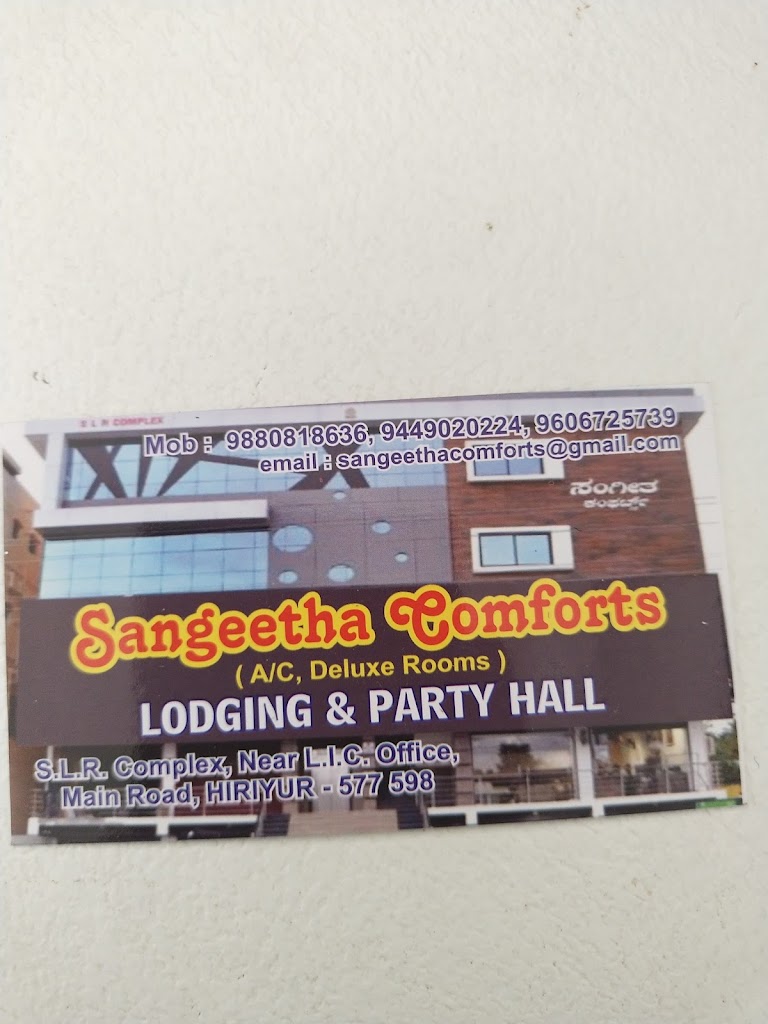 S L R COMPLEX
Mob : 9880818636, 9449020224, 9606725739
email : sangeethacomforts@gmail.com
ಸಂಗೀತ
ಕಂಫರ್ಟ್ಸ್
Sangeetha Comforts
( A/C, Deluxe Rooms )
LODGING & PARTY HALL
S.L.R. Complex, Near L.I.C. Office,
Main Road, HIRIYUR - 577 598